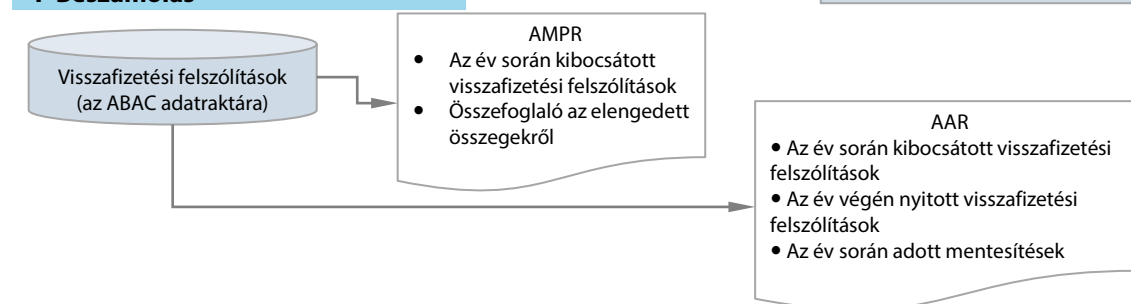 Visszafizetési felszólítások
(az ABAC adatraktára)
AMPR
• Az év során kibocsátott
visszafizetési felszólítások
• Összefoglaló az elengedett
összegekről
AAR
• Az év során kibocsátott visszafizetési
felszólítások
• Az év végén nyitott visszafizetési
felszólítások
• Az év során adott mentesítések